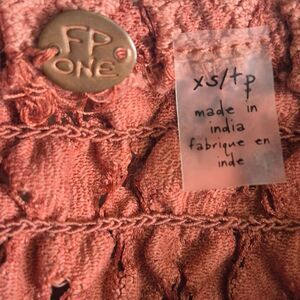 FP
ONE
xs/tp
made in
india
fabrique en
inde